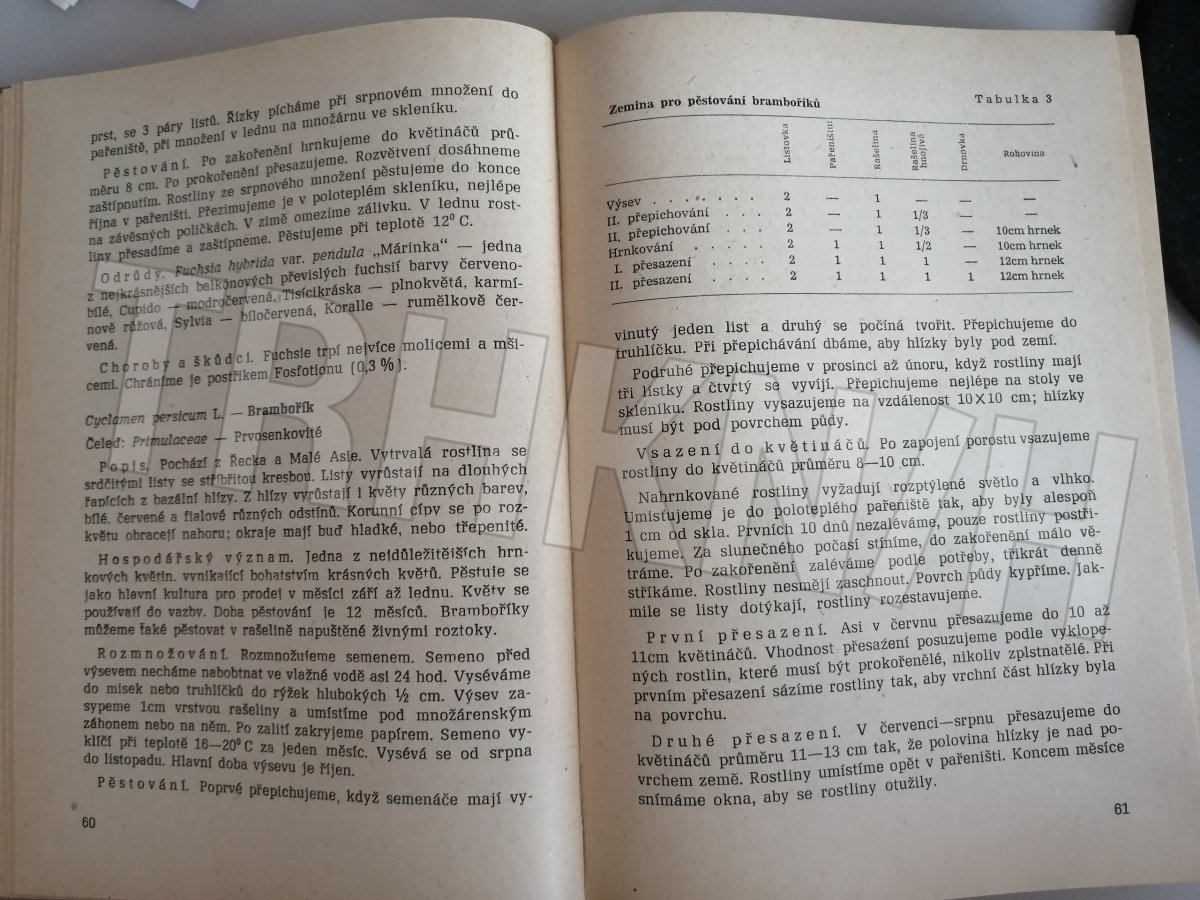 prst, se 3 páry listů. Řízky pícháme při srpnovém množení do
pařeniště, při množení v lednu na množárnu ve skleníku.
Pěstování. Po zakořenění hrnkujeme do květináčů prů-
měru 8 cm. Po prokořenění přesazujeme. Rozvětvení dosáhneme
zaštípnutím. Rostliny ze srpnového množení pěstujeme do konce
října v pařeništi. Přezimujeme je v poloteplém skleníku, nejlépe
na závěsných poličkách. V zimě omezíme zálivku. V lednu rost-
liny přesadíme a zaštípneme. Pěstujeme při teplotě 12° C.
Odrůdy. Fuchsia hybrida var. pendula „Márinka“ — jedna
z nejkrásnějších balkónových převislých fuchsií barvy červeno-
bílé, Cupido — modročervená, Tisícikráska — plnokvětá, karmí-
nově růžová, Sylvia — bíločervená, Koralle — rumělkově čer-
vená.
Choroby a škůdci. Fuchsie trpí nejvíce molicemi a mši-
cemi. Chráníme je postřikem Fosfotionu (0,3 %).
Cyclamen persicum L. — Brambořík
Čeleď: Primulaceae — Prvosenkovité
Popis. Pochází z Řecka a Malé Asie. Vytrvalá rostlina se
srdčitými listy se stříbřitou kresbou. Listy vyrůstají na dlouhých
řapících z bazální hlízy. Z hlízy vyrůstají i květy různých barev,
bílé, červené a fialové různých odstínů. Korunní cípy se po roz-
květu obracejí nahoru; okraje mají buď hladké, nebo třepenité.
Hospodářský význam. Jedna z nejdůležitějších hrn-
kových květin, vynikající bohatstvím krásných květů. Pěstuje se
jako hlavní kultura pro prodej v měsíci září až lednu. Květy se
používají do vazby. Doba pěstování je 12 měsíců. Bramboříky
můžeme také pěstovat v rašelině napuštěné živnými roztoky.
Rozmnožování. Rozmnožujeme semenem. Semeno před
výsevem necháme nabobtnat ve vlažné vodě asi 24 hod. Vyséváme
do misek nebo truhlíčků do rýžek hlubokých 1/2 cm. Výsev za-
sypeme 1cm vrstvou rašeliny a umístíme pod množárenským
záhonem nebo na něm. Po zalití zakryjeme papírem. Semeno vy-
klíčí při teplotě 16—20° C za jeden měsíc. Vysévá se od srpna
do listopadu. Hlavní doba výsevu je říjen.
Pěstování. Poprvé přepichujeme, když semenáče mají vy-
60
Zemina pro pěstování bramboříků Tabulka 3
Listovka Pařeništní Rašelina Rašelina hnojivá Drnovka Rohovina
Výsev . . . . . . . 2 — 1 — — —
II. přepichování . . . 2 — 1 1/3 — —
II. přepichování . . . 2 — 1 1/3 — 10cm hrnek
Hrnkování . . . . . 2 1 1 1/2 — 10cm hrnek
I. přesazení . . . . 2 1 1 1 — 12cm hrnek
II. přesazení . . . . 2 1 1 1 1 12cm hrnek
vinutý jeden list a druhý se počíná tvořit. Přepichujeme do
truhlíčku. Při přepichávání dbáme, aby hlízky byly pod zemí.
Podruhé přepichujeme v prosinci až únoru, když rostliny mají
tři lístky a čtvrtý se vyvíjí. Přepichujeme nejlépe na stoly ve
skleníku. Rostliny vysazujeme na vzdálenost 10×10 cm; hlízky
musí být pod povrchem půdy.
Vsazení do květináčů. Po zapojení porostu vsazujeme
rostliny do květináčů průměru 8—10 cm.
Nahrnkované rostliny vyžadují rozptýlené světlo a vlhko.
Umisťujeme je do poloteplého pařeniště tak, aby byly alespoň
1 cm od skla. Prvních 10 dnů nezaléváme, pouze rostliny postři-
kujeme. Za slunečného počasí stíníme, do zakořenění málo vě-
tráme. Po zakořenění zaléváme podle potřeby, třikrát denně
stříkáme. Rostliny nesmějí zaschnout. Povrch půdy kypříme. Jak-
mile se listy dotýkají, rostliny rozestavujeme.
První přesazení. Asi v červnu přesazujeme do 10 až
11cm květináčů. Vhodnost přesazení posuzujeme podle vyklope-
ných rostlin, které musí být prokořenělé, nikoliv zplstnatělé. Při
prvním přesazení sázíme rostliny tak, aby vrchní část hlízky byla
na povrchu.
Druhé přesazení. V červenci—srpnu přesazujeme do
květináčů průměru 11—13 cm tak, že polovina hlízky je nad po-
vrchem země. Rostliny umístíme opět v pařeništi. Koncem měsíce
snímáme okna, aby se rostliny otužily.
61
TRHKNIH